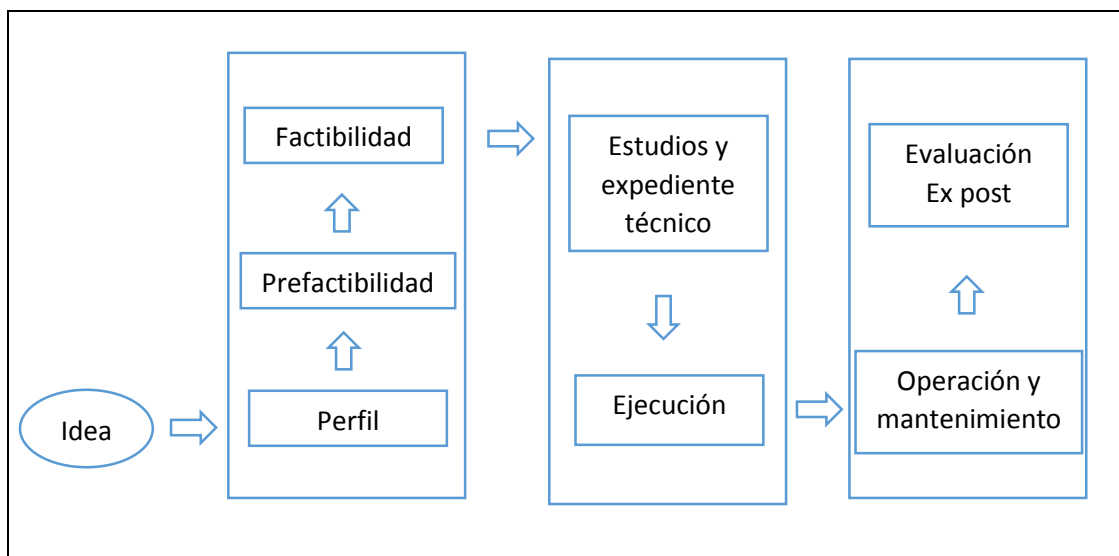 Idea
Perfil
Prefactibilidad
Factibilidad
Estudios y
expediente
técnico
Ejecución
Operación y
mantenimiento
Evaluación
Ex post